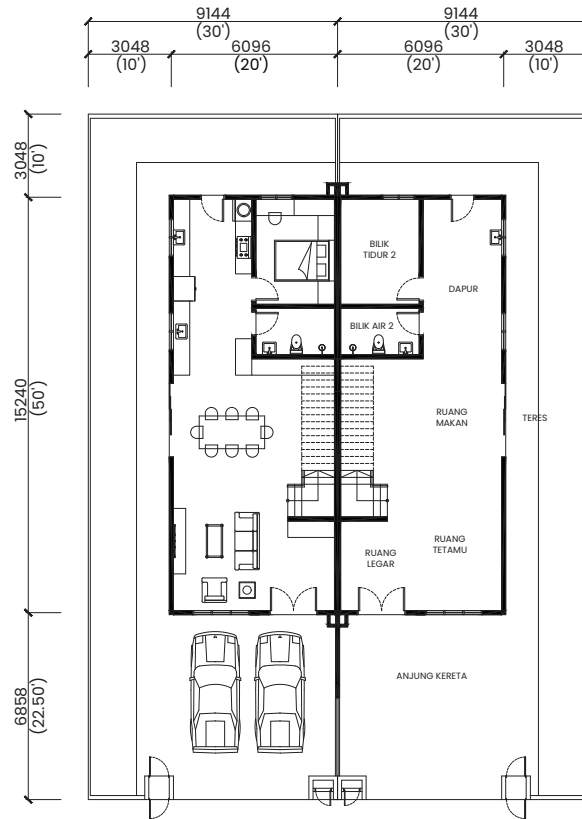 9144
(30')
9144
(30')
3048
(10')
6096
(20')
6096
(20')
3048
(10')
3048
(10')
BILIK
TIDUR 2
DAPUR
BILIK AIR 2
15240
(50')
RUANG
MAKAN
TERES
RUANG
LEGAR
RUANG
TETAMU
6858
(22.50')
ANJUNG KERETA